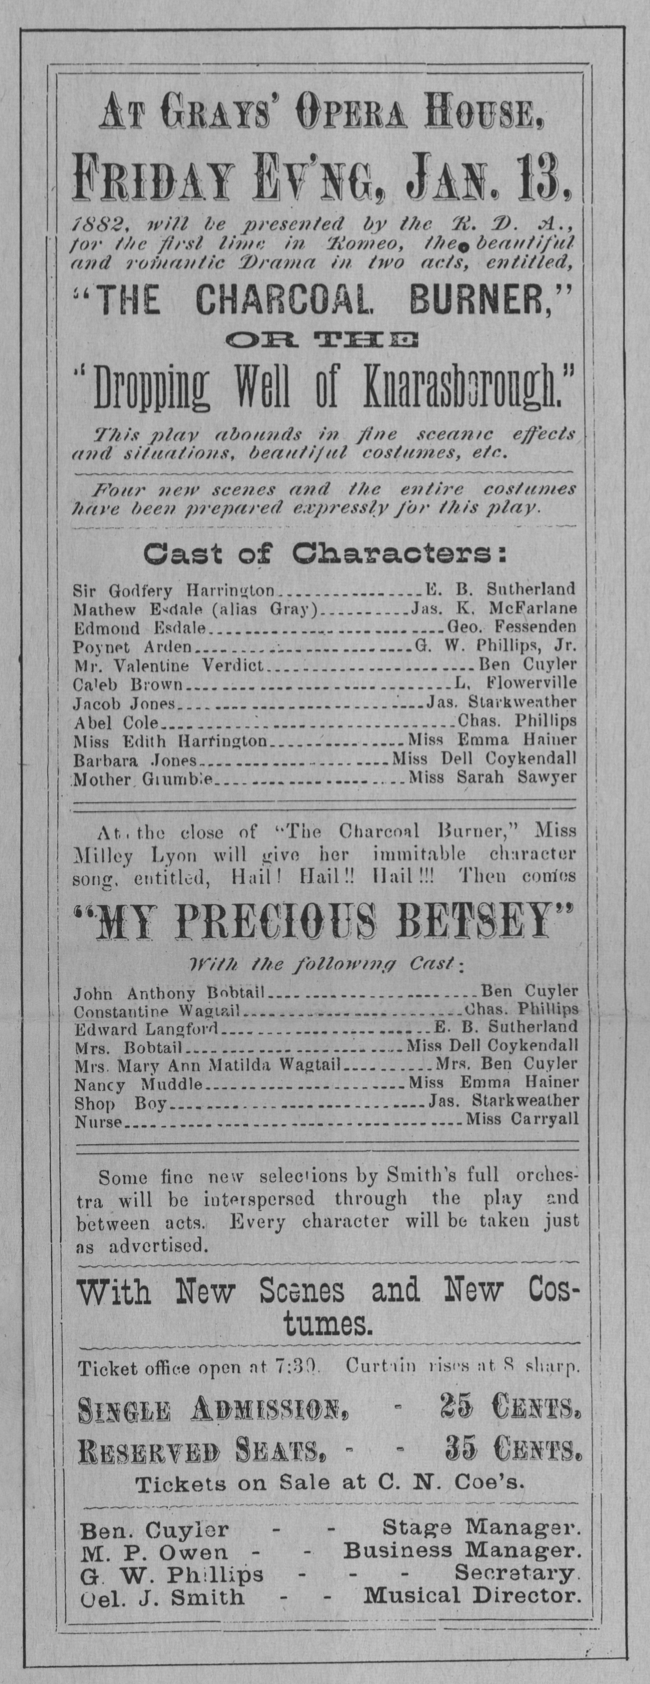 At Grays' Opera House,
Friday Ev'ng, Jan. 13,
1882, will be presented by the R. D. A.,
for the first time in Romeo, the beautiful
and romantic Drama in two acts, entitled,
"THE CHARCOAL BURNER,"
OR THE
"Dropping Well of Knarasborough."
This play abounds in fine sceanic effects
and situations, beautiful costumes, etc.
Four new scenes and the entire costumes
have been prepared expressly for this play.
Cast of Characters:
Sir Godfery Harrington E. B. Sutherland
Mathew Esdale (alias Gray) Jas. K. McFarlane
Edmond Esdale Geo. Fessenden
Poynet Arden G. W. Phillips, Jr.
Mr. Valentine Verdict Ben Cuyler
Caleb Brown L. Flowerville
Jacob Jones Jas. Starkweather
Abel Cole Chas. Phillips
Miss Edith Harrington Miss Emma Hainer
Barbara Jones Miss Dell Coykendall
Mother Grumble Miss Sarah Sawyer
At the close of "The Charcoal Burner," Miss
Milley Lyon will give her immitable character
song, entitled, Hail! Hail!! Hail!!! Then comes
"MY PRECIOUS BETSEY"
With the following Cast:
John Anthony Bobtail Ben Cuyler
Constantine Wagtail Chas. Phillips
Edward Langford E. B. Sutherland
Mrs. Bobtail Miss Dell Coykendall
Mrs. Mary Ann Matilda Wagtail Mrs. Ben Cuyler
Nancy Muddle Miss Emma Hainer
Shop Boy Jas. Starkweather
Nurse Miss Carryall
Some fine new selections by Smith's full orches-
tra will be interspersed through the play and
between acts. Every character will be taken just
as advertised.
With New Scenes and New Cos-
tumes.
Ticket office open at 7:30. Curtain rises at 8 sharp.
Single Admission, - 25 Cents.
Reserved Seats, - - 35 Cents.
Tickets on Sale at C. N. Coe's.
Ben. Cuyler - - Stage Manager.
M. P. Owen - - Business Manager.
G. W. Phillips - - - Secretary.
Oel. J. Smith - - Musical Director.